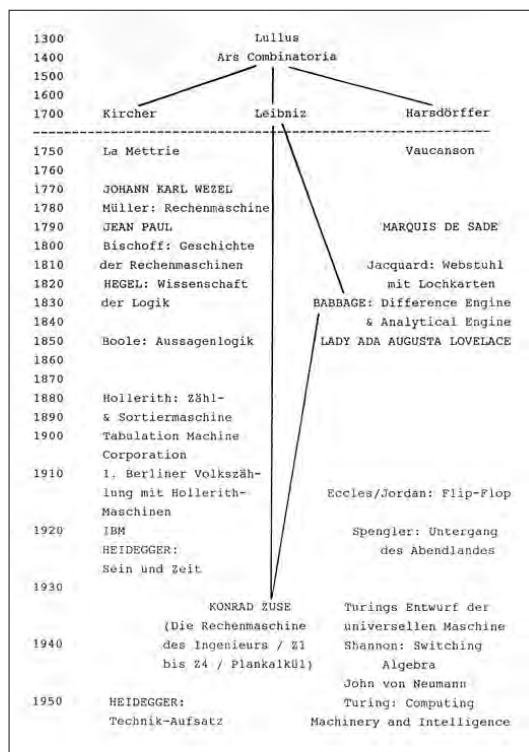 1300 Lullus
1400 Ars Combinatoria
1500
1600
1700 Kircher Leibniz Harsdörffer
1750 La Mettrie Vaucanson
1760
1770 JOHANN KARL WEZEL
1780 Müller: Rechenmaschine
1790 JEAN PAUL MARQUIS DE SADE
1800 Bischoff: Geschichte
1810 der Rechenmaschinen Jacquard: Webstuhl
1820 HEGEL: Wissenschaft mit Lochkarten
1830 der Logik BABBAGE: Difference Engine
1840 & Analytical Engine
1850 Boole: Aussagenlogik LADY ADA AUGUSTA LOVELACE
1860
1870
1880 Hollerith: Zähl-
1890 & Sortiermaschine
1900 Tabulation Machine
Corporation
1910 1. Berliner Volkszäh-
lung mit Hollerith- Eccles/Jordan: Flip-Flop
Maschinen
1920 IBM Spengler: Untergang
HEIDEGGER: des Abendlandes
Sein und Zeit
1930
KONRAD ZUSE Turings Entwurf der
(Die Rechenmaschine universellen Maschine
1940 des Ingenieurs / Z1 Shannon: Switching
bis Z4 / Plankalkül) Algebra
John von Neumann
1950 HEIDEGGER: Turing: Computing
Technik-Aufsatz Machinery and Intelligence